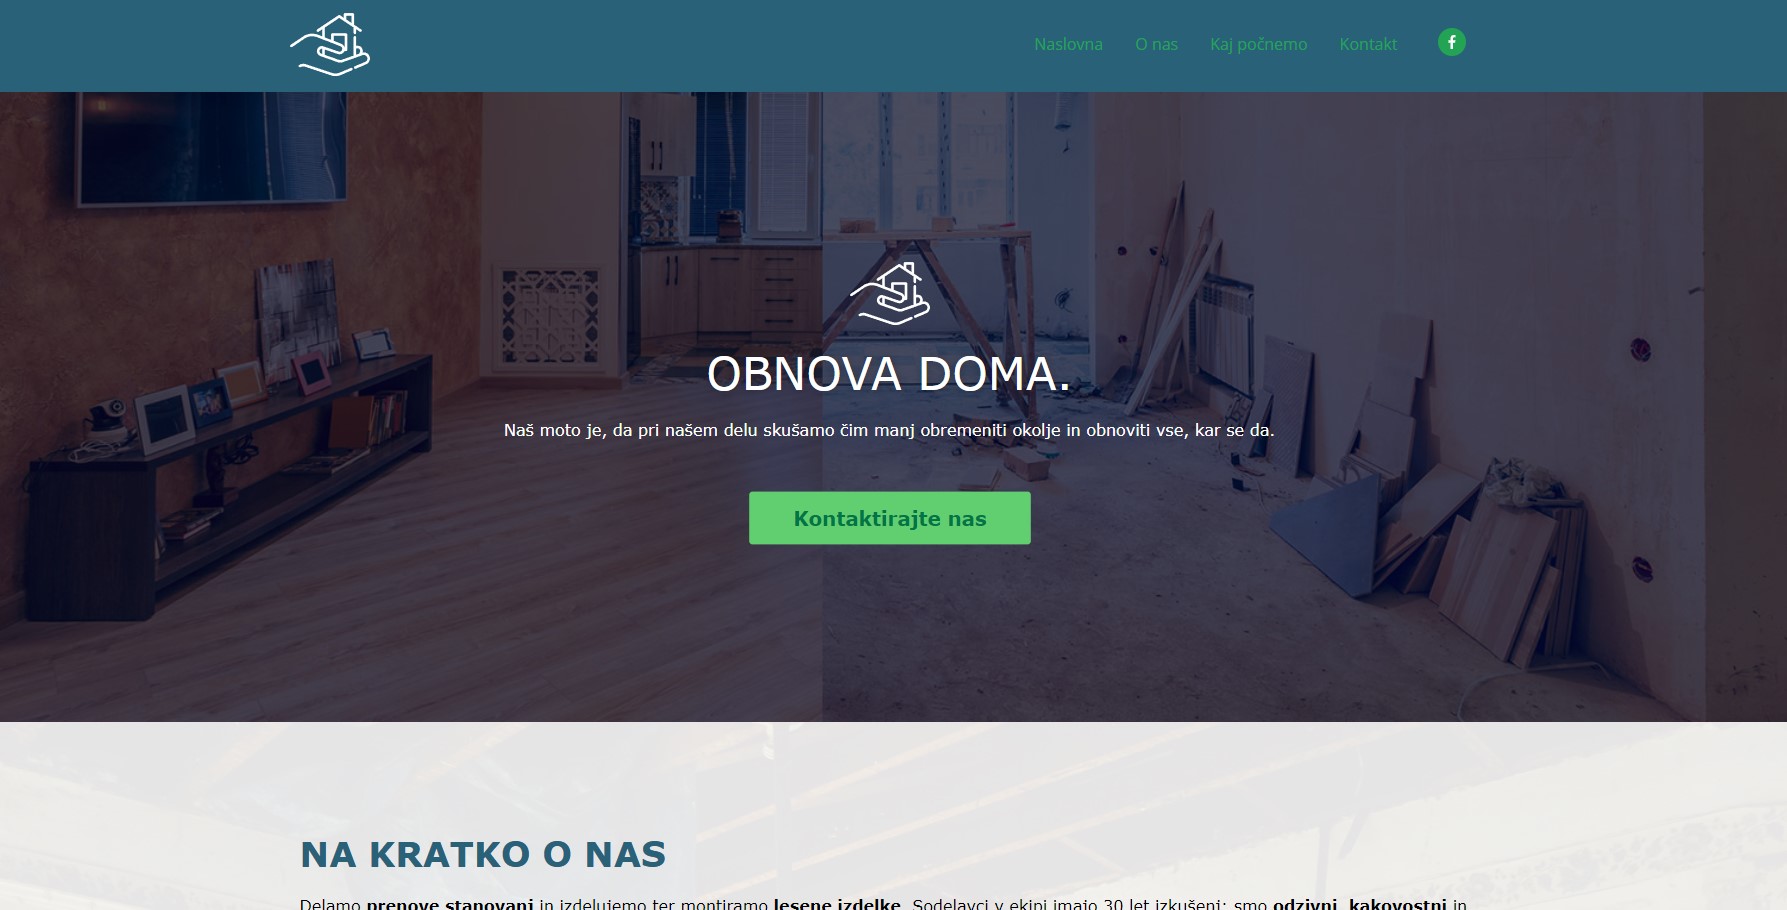 Naslovna O nas Kaj počnemo Kontakt
OBNOVA DOMA.
Naš moto je, da pri našem delu skušamo čim manj obremeniti okolje in obnoviti vse, kar se da.
Kontaktirajte nas
NA KRATKO O NAS
Delamo prenove stanovanj in izdelujemo ter montiramo lesene izdelke. Sodelavci v ekipi imajo 30 let izkušenj; smo odzivni, kakovostni in